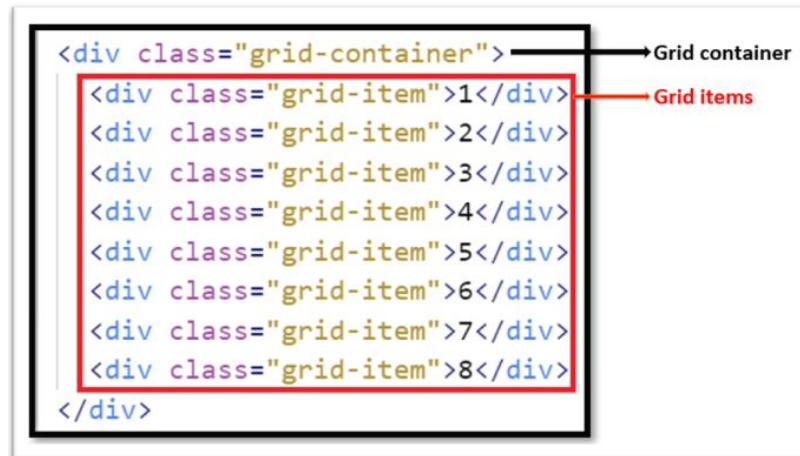 <div class="grid-container"> Grid container
<div class="grid-item">1</div> Grid items
<div class="grid-item">2</div>
<div class="grid-item">3</div>
<div class="grid-item">4</div>
<div class="grid-item">5</div>
<div class="grid-item">6</div>
<div class="grid-item">7</div>
<div class="grid-item">8</div>
</div>